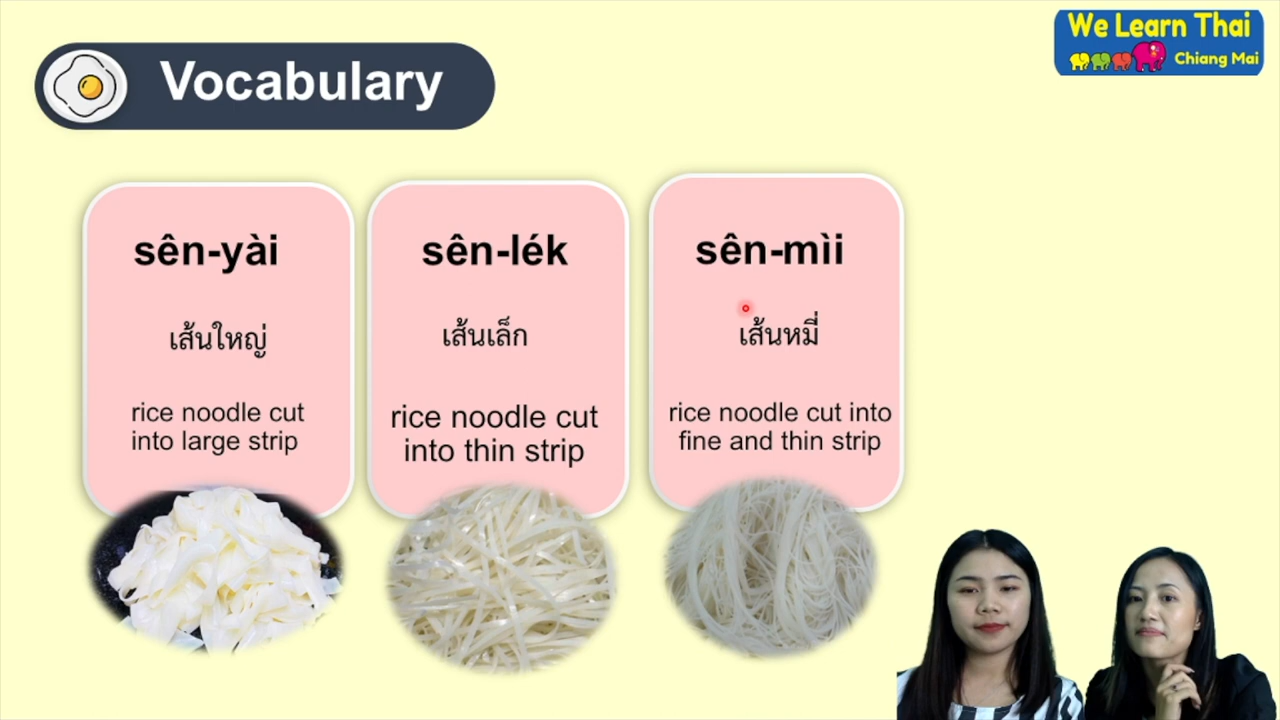 We Learn Thai
Chiang Mai
Vocabulary
sên-yài
เส้นใหญ่
rice noodle cut
into large strip
sên-lék
เส้นเล็ก
rice noodle cut
into thin strip
sên-mìi
เส้นหมี่
rice noodle cut into
fine and thin strip